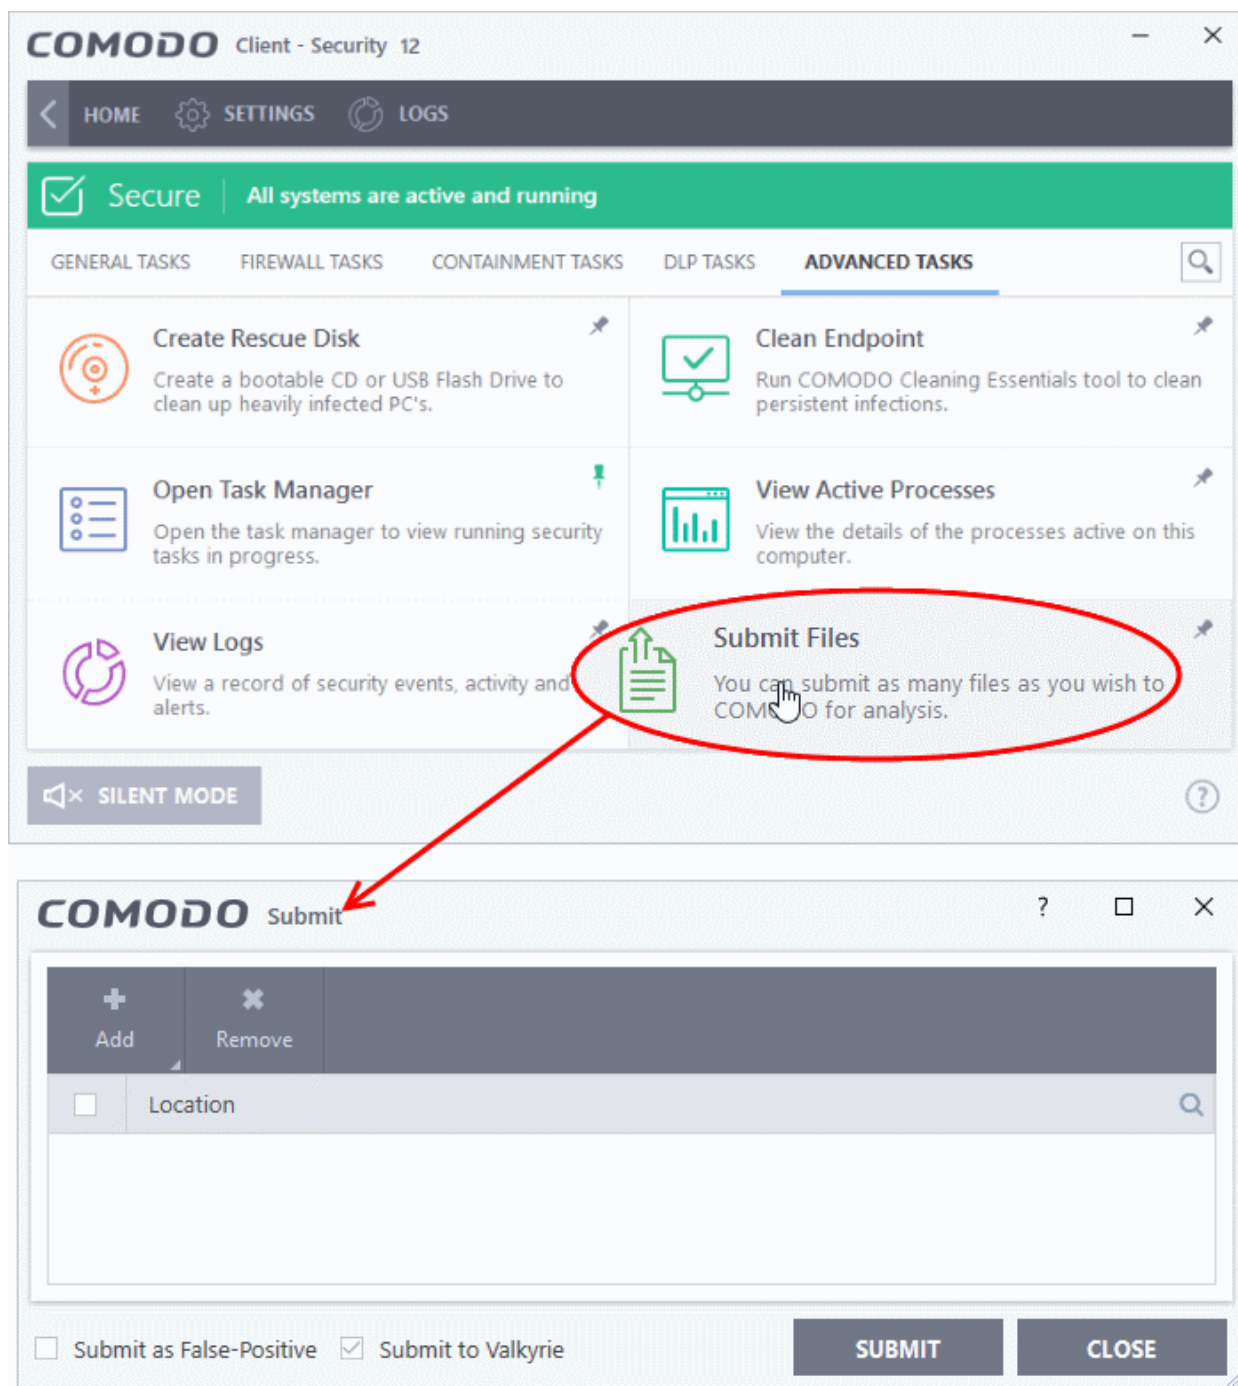 COMODO Client - Security 12
HOME SETTINGS LOGS
Secure All systems are active and running
GENERAL TASKS FIREWALL TASKS CONTAINMENT TASKS DLP TASKS ADVANCED TASKS
Create Rescue Disk
Create a bootable CD or USB Flash Drive to
clean up heavily infected PC's.
Clean Endpoint
Run COMODO Cleaning Essentials tool to clean
persistent infections.
Open Task Manager
Open the task manager to view running security
tasks in progress.
View Active Processes
View the details of the processes active on this
computer.
View Logs
View a record of security events, activity and
alerts.
Submit Files
You can submit as many files as you wish to
COMODO for analysis.
SILENT MODE
?
COMODO Submit
?
Add Remove
Location
Submit as False-Positive Submit to Valkyrie SUBMIT CLOSE